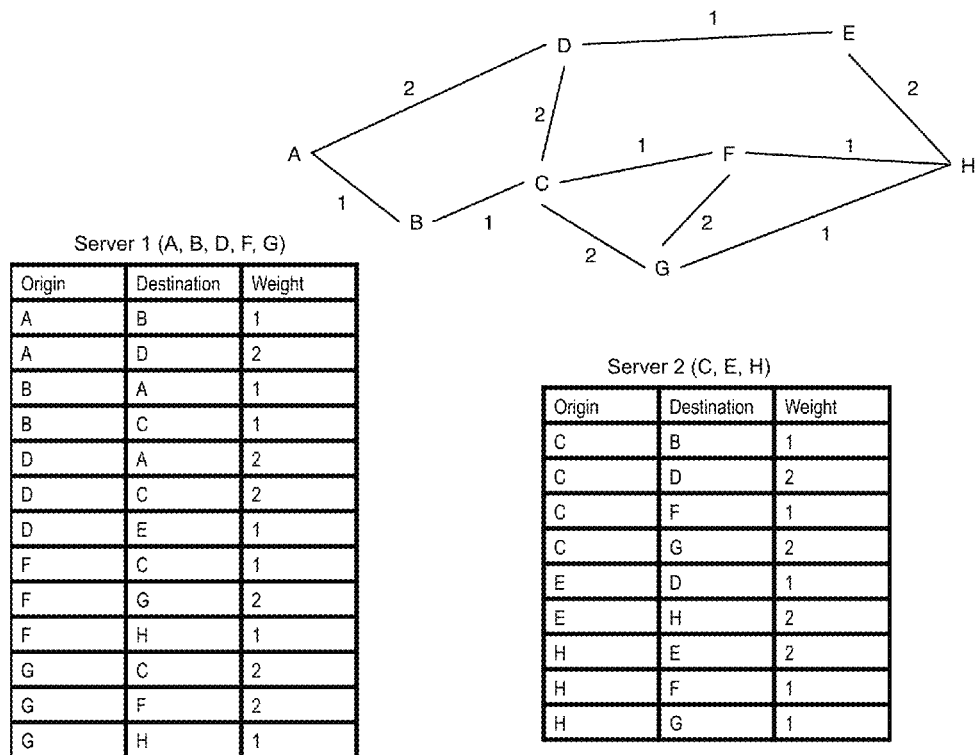 1
D
E
2
2
2
A
1
F
1
H
C
1
B
1
2
1
2
G
Server 1 (A, B, D, F, G)
Origin Destination Weight
A B 1
A D 2
B A 1
B C 1
D A 2
D C 2
D E 1
F C 1
F G 2
F H 1
G C 2
G F 2
G H 1
Server 2 (C, E, H)
Origin Destination Weight
C B 1
C D 2
C F 1
C G 2
E D 1
E H 2
H E 2
H F 1
H G 1